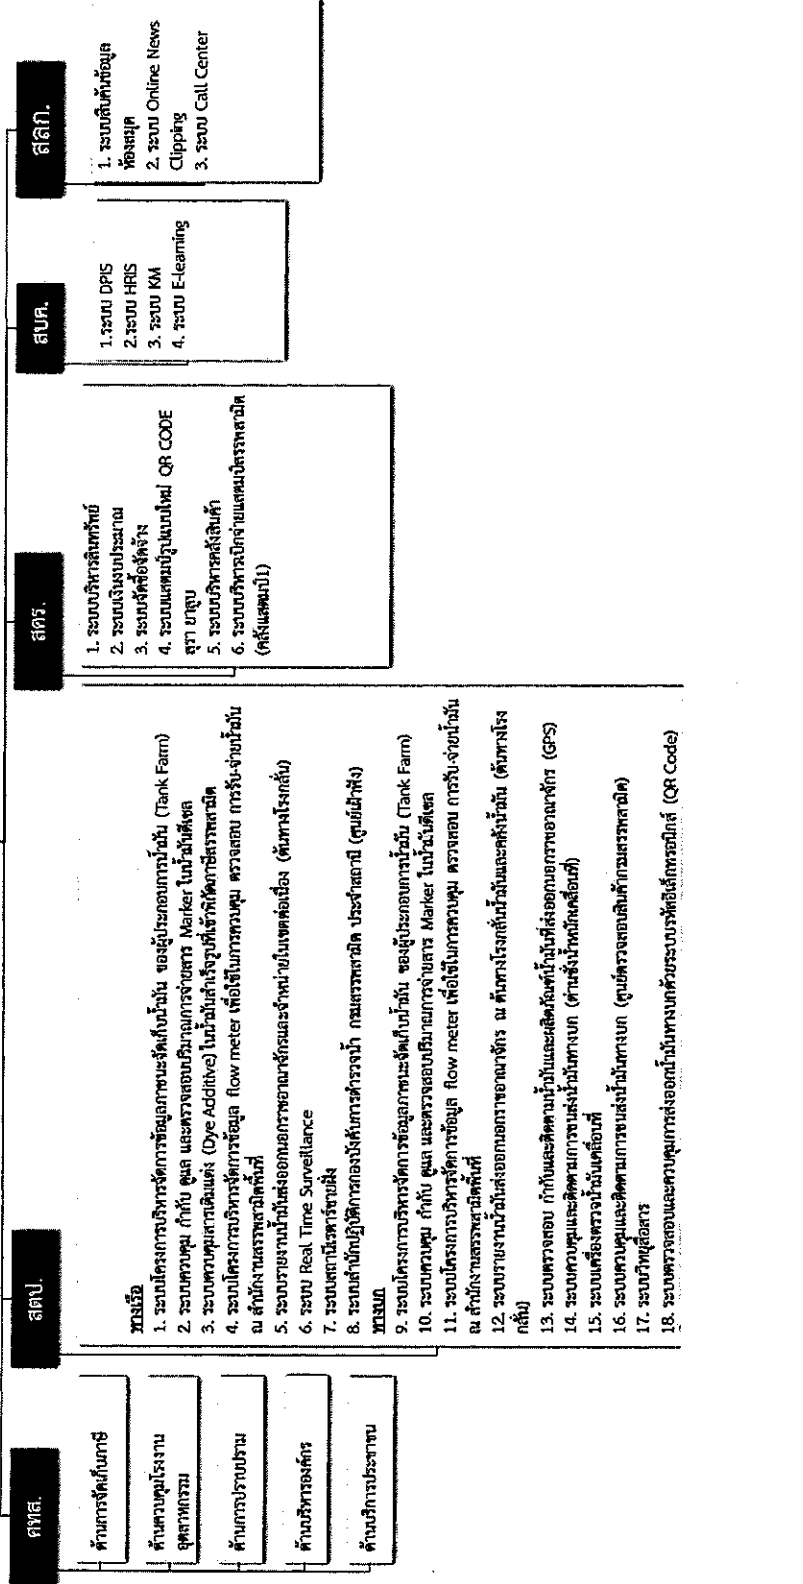 ศทส.
ด้านการจัดเก็บภาษี
ด้านควบคุมโรงงาน
อุตสาหกรรม
ด้านการปราบปราม
ด้านบริหารองค์กร
ด้านบริการประชาชน
สตป.
ทางเรือ
1. ระบบโครงการบริหารจัดการข้อมูลภาชนะจัดเก็บน้ำมัน ของผู้ประกอบการน้ำมัน (Tank Farm)
2. ระบบควบคุม กำกับ ดูแล และตรวจสอบปริมาณการจ่ายสาร Marker ในน้ำมันดีเซล
3. ระบบควบคุมสารเติมแต่ง (Dye Additive) ในน้ำมันสำเร็จรูปที่เข้าพิกัดภาษีสรรพสามิต
4. ระบบโครงการบริหารจัดการข้อมูล flow meter เพื่อใช้ในการควบคุม ตรวจสอบ การรับ-จ่ายน้ำมัน
ณ สำนักงานสรรพสามิตพื้นที่
5. ระบบรายงานน้ำมันส่งออกนอกราชอาณาจักรและจำหน่ายในเขตต่อเนื่อง (ต้นทางโรงกลั่น)
6. ระบบ Real Time Surveillance
7. ระบบสถานีเรดาร์ชายฝั่ง
8. ระบบสำนักปฏิบัติการกองบังคับการตำรวจน้ำ กรมสรรพสามิต ประจำสถานี (ศูนย์เฝ้าฟัง)
ทางบก
9. ระบบโครงการบริหารจัดการข้อมูลภาชนะจัดเก็บน้ำมัน ของผู้ประกอบการน้ำมัน (Tank Farm)
10. ระบบควบคุม กำกับ ดูแล และตรวจสอบปริมาณการจ่ายสาร Marker ในน้ำมันดีเซล
11. ระบบโครงการบริหารจัดการข้อมูล flow meter เพื่อใช้ในการควบคุม ตรวจสอบ การรับ-จ่ายน้ำมัน
ณ สำนักงานสรรพสามิตพื้นที่
12. ระบบรายงานน้ำมันส่งออกนอกราชอาณาจักร ณ ต้นทางโรงกลั่นน้ำมันและคลังน้ำมัน (ต้นทางโรง
กลั่น)
13. ระบบตรวจสอบ กำกับและติดตามน้ำมันและผลิตภัณฑ์น้ำมันที่ส่งออกนอกราชอาณาจักร (GPS)
14. ระบบควบคุมและติดตามการขนส่งน้ำมันทางบก (ด่านชั่งน้ำหนักเคลื่อนที่)
15. ระบบเครื่องตรวจน้ำมันเคลื่อนที่
16. ระบบควบคุมและติดตามการขนส่งน้ำมันทางบก (ศูนย์ตรวจสอบสินค้ากรมสรรพสามิต)
17. ระบบวิทยุสื่อสาร
18. ระบบตรวจสอบและควบคุมการส่งออกน้ำมันทางบกด้วยระบบรหัสอิเล็กทรอนิกส์ (QR Code)
สคร.
1. ระบบบริหารสินทรัพย์
2. ระบบเงินงบประมาณ
3. ระบบจัดซื้อจัดจ้าง
4. ระบบแสตมป์รูปแบบใหม่ QR CODE
สุรา ยาสูบ
5. ระบบบริหารคลังสินค้า
6. ระบบบริหารเบิกจ่ายแสตมป์สรรพสามิต
(คลังแสตมป์1)
สบค.
1.ระบบ DPIS
2.ระบบ HRIS
3. ระบบ KM
4. ระบบ E-learning
สลก.
1. ระบบสืบค้นข้อมูล
ห้องสมุด
2. ระบบ Online News
Clipping
3. ระบบ Call Center